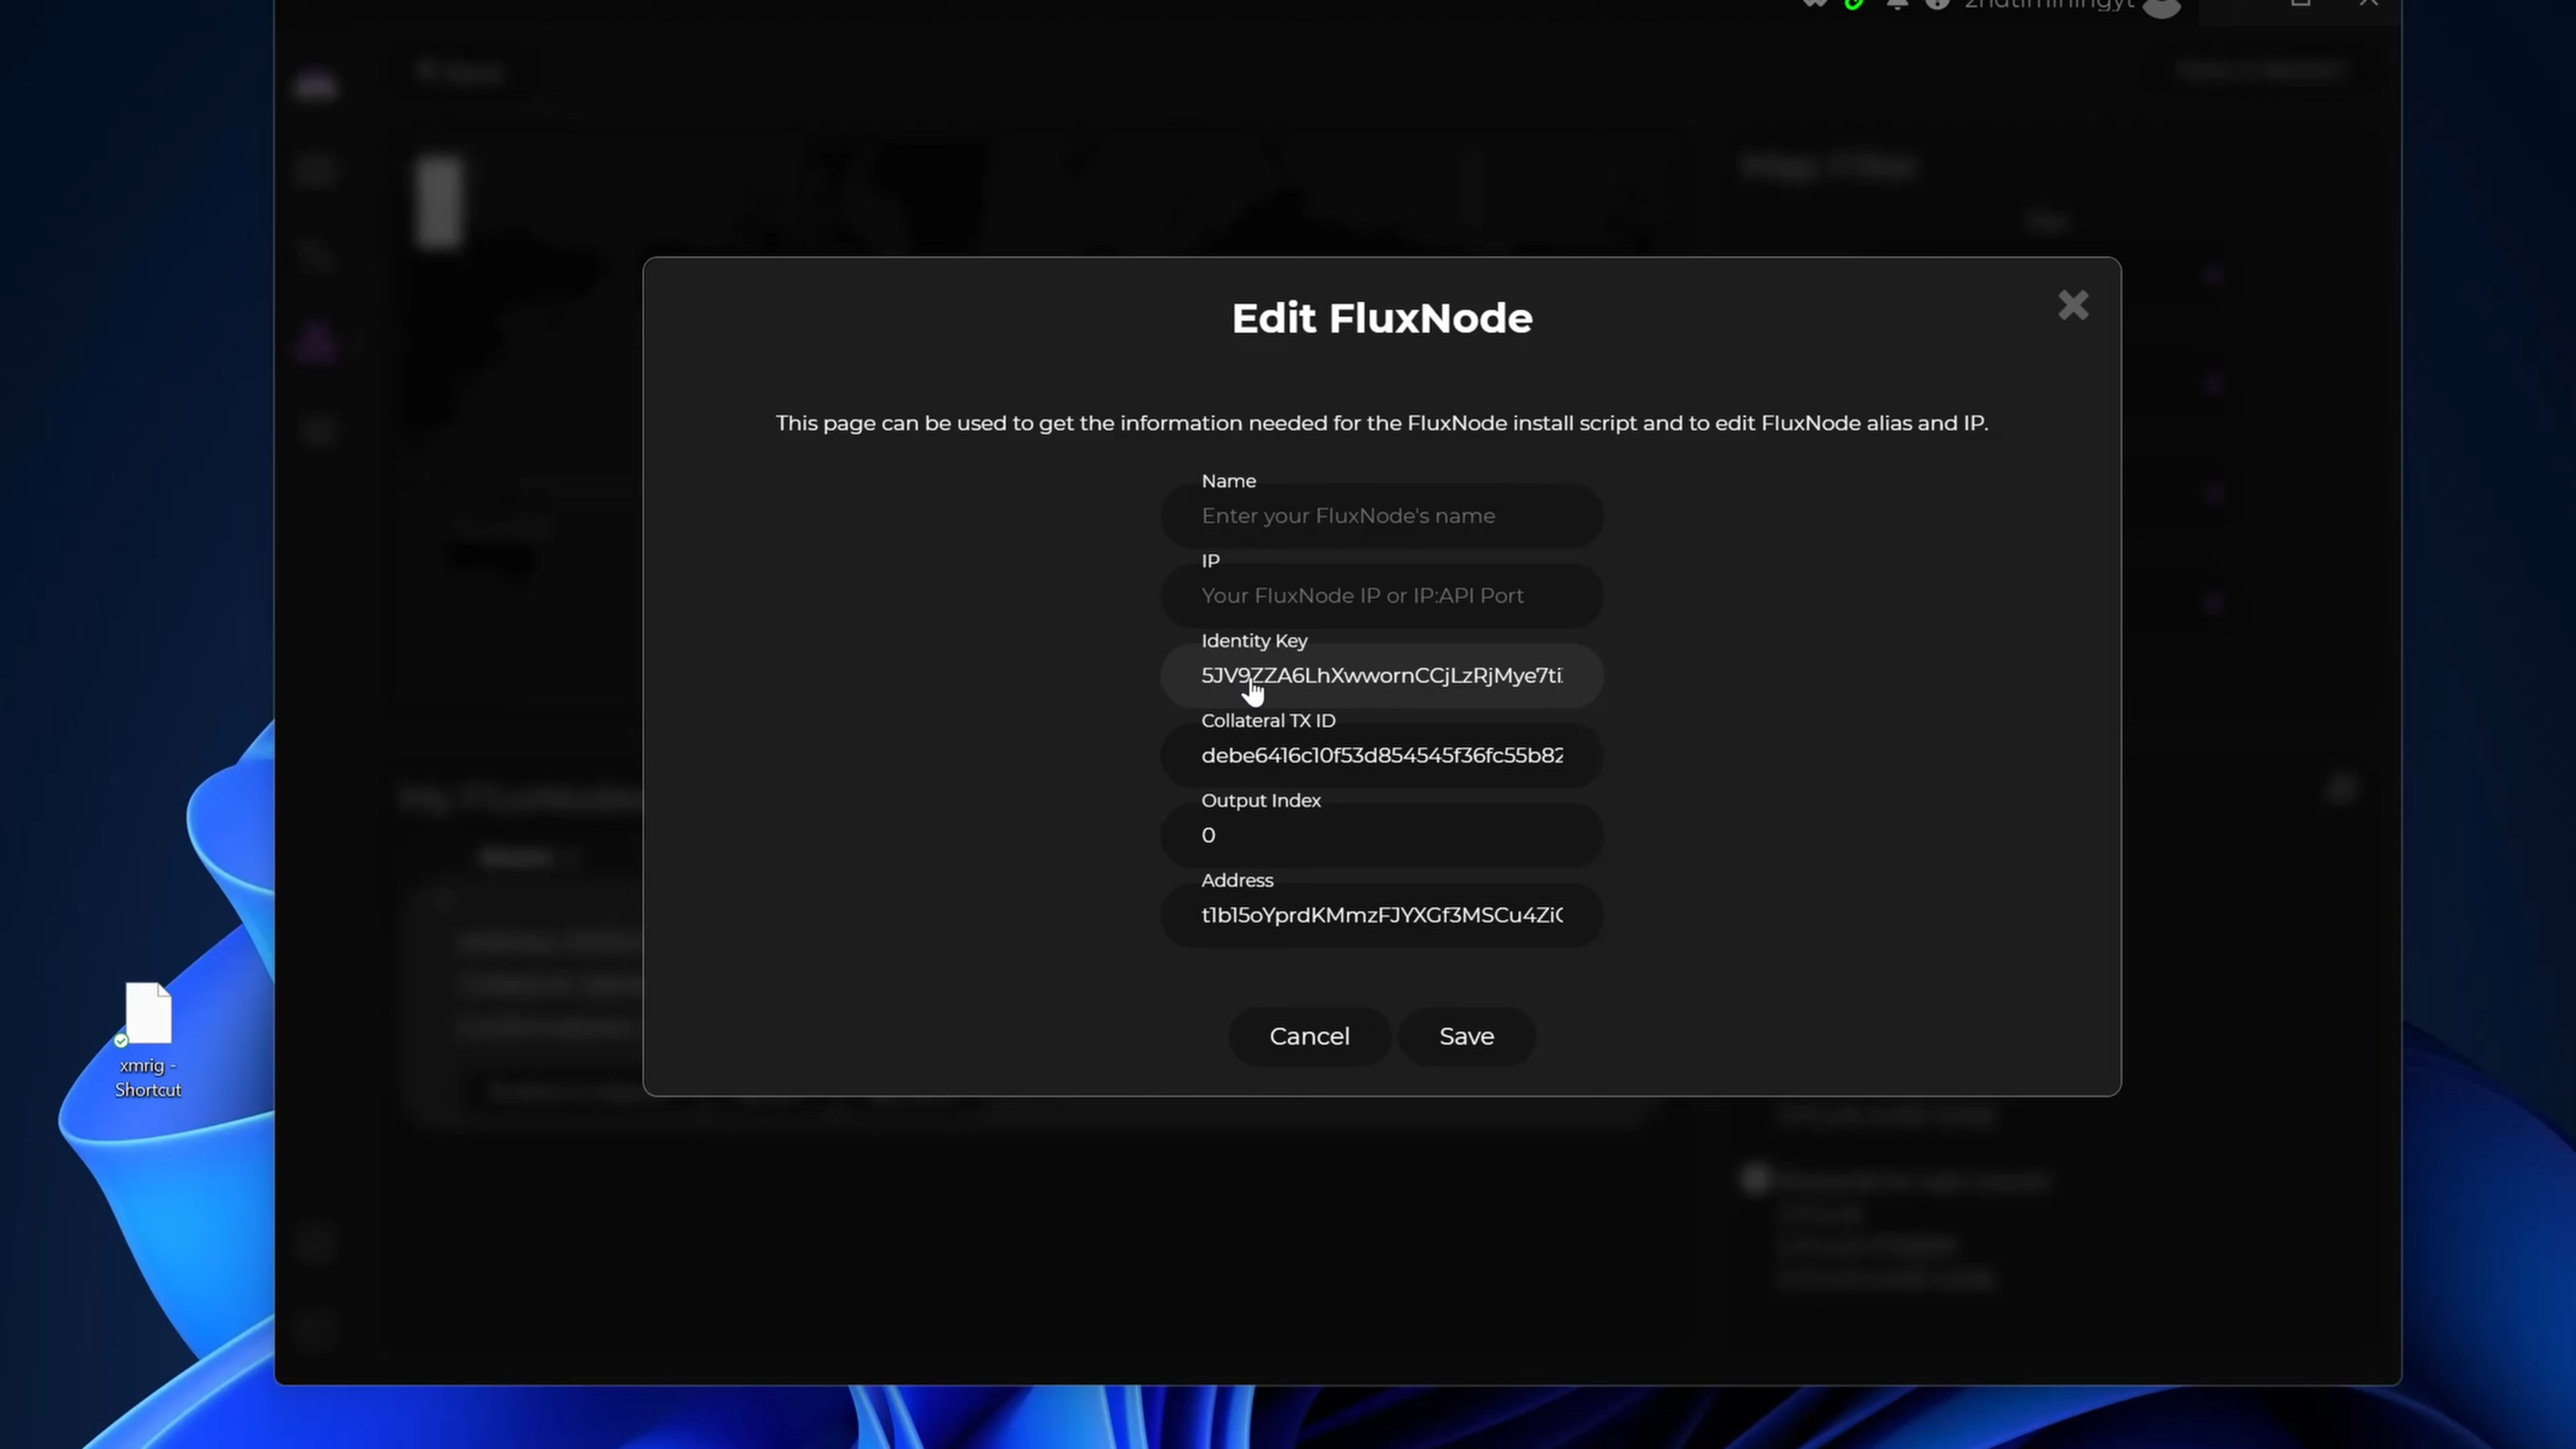 Edit FluxNode
This page can be used to get the information needed for the FluxNode install script and to edit FluxNode alias and IP.
Name
Enter your FluxNode's name
IP
Your FluxNode IP or IP:API Port
Identity Key
5JV9ZZA6LhXwwornCCjLzRjMye7ti
Collateral TX ID
debe6416c10f53d854545f36fc55b82
Output Index
0
Address
t1b15oYprdKMmzFJYXGf3MSCu4Zi
Cancel
Save
xmrig -
Shortcut